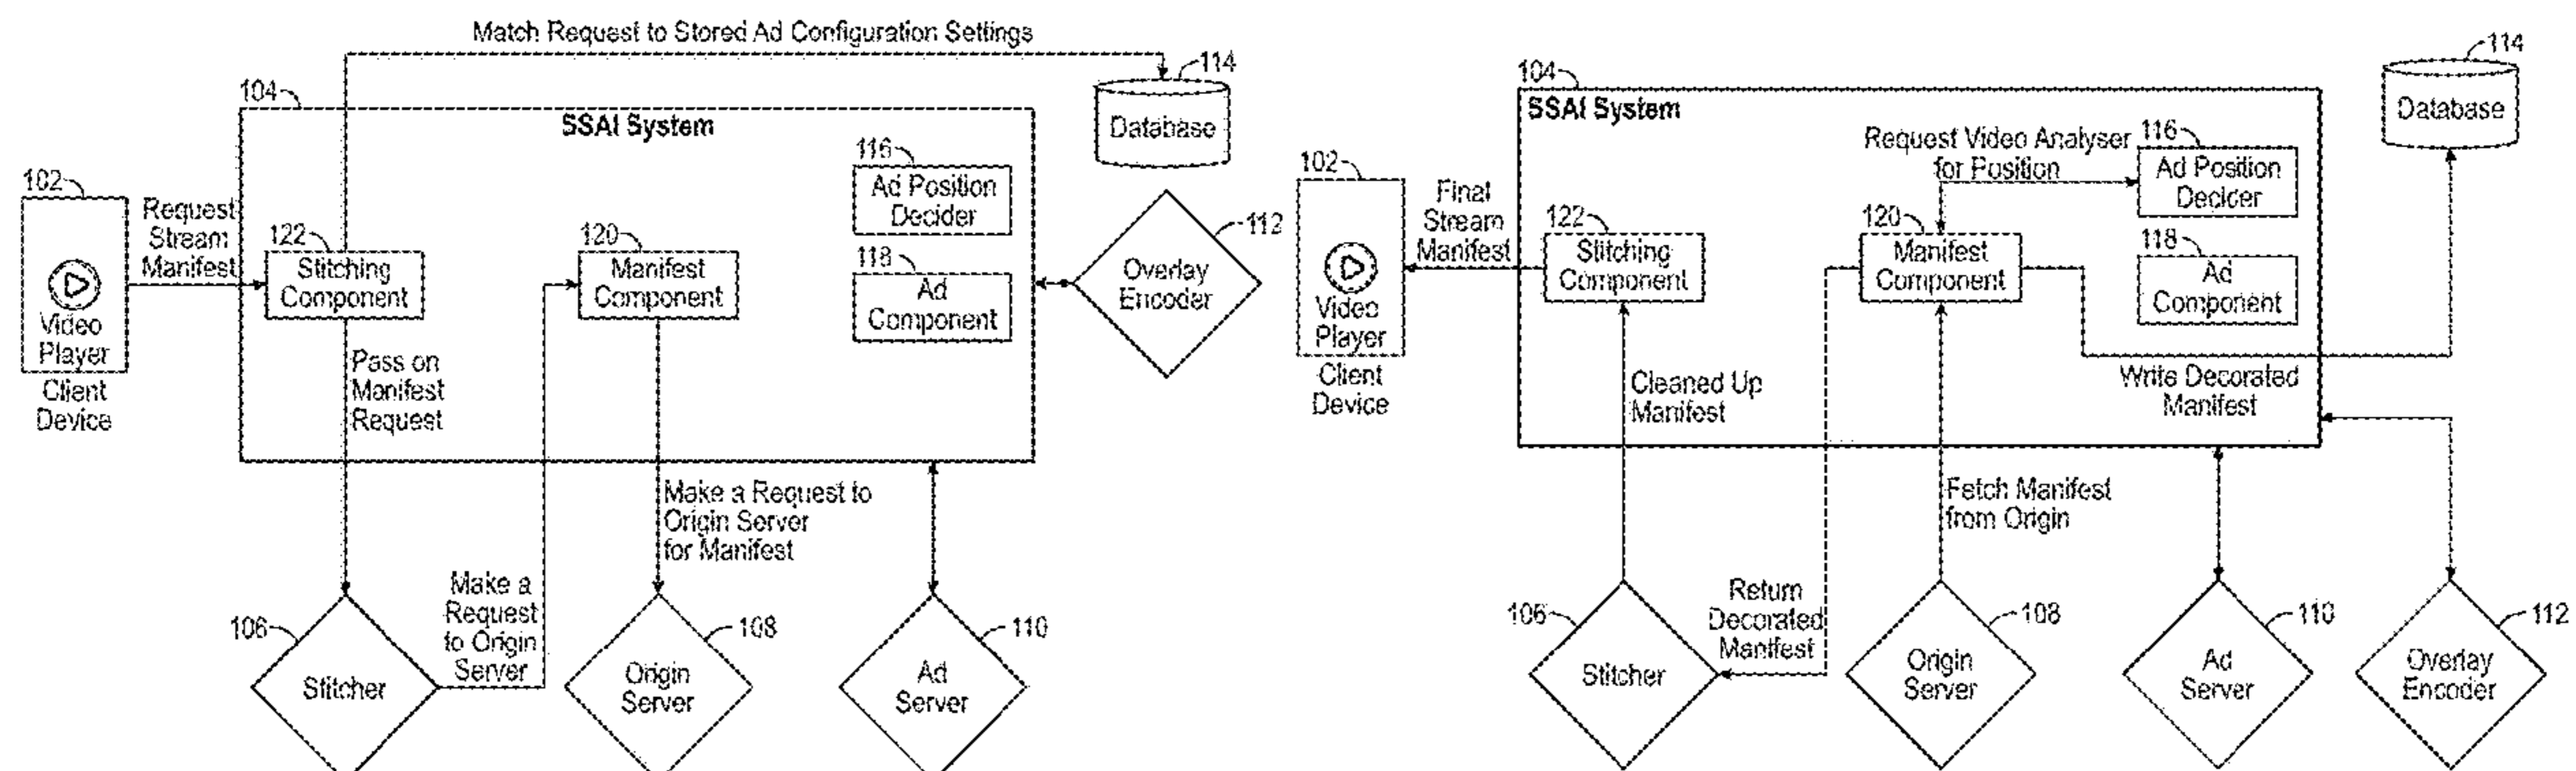 Match Request to Stored Ad Configuration Settings
114
Database
104
SSAI System
116
Ad Position
Decider
102
Request
Stream
Manifest
122
Stitching
Component
120
Manifest
Component
118
Ad
Component
112
Overlay
Encoder
Video
Player
Client
Device
Pass on
Manifest
Request
Make a Request to
Origin Server
for Manifest
Make a
Request
to Origin
Server
106
Stitcher
108
Origin
Server
110
Ad
Server
114
Database
104
SSAI System
Request Video Analyser
for Position
116
Ad Position
Decider
102
Final
Stream
Manifest
122
Stitching
Component
120
Manifest
Component
118
Ad
Component
Video
Player
Client
Device
Cleaned Up
Manifest
Write Decorated
Manifest
Fetch Manifest
from Origin
Return
Decorated
Manifest
106
Stitcher
108
Origin
Server
110
Ad
Server
112
Overlay
Encoder